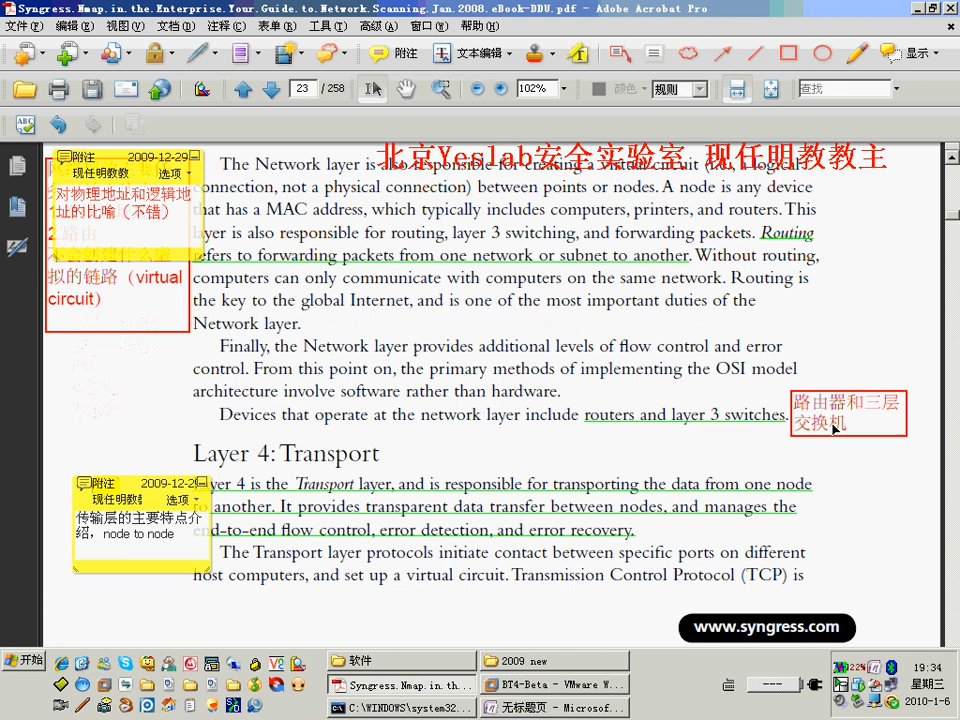 Syngress.Nmap.in.the.Enterprise.Your.Guide.to.Network.Scanning.Jan.2008.eBook-DDU.pdf - Adobe Acrobat Pro
文件(F) 编辑(E) 视图(V) 文档(D) 注释(C) 表单(R) 工具(T) 高级(A) 窗口(W) 帮助(H)
附注 文本编辑 显示
23 / 258 102% 颜色 规则 查找
北京Yeslab安全实验室 现任明教教主
附注 2009-12-29
现任明教教 选项
对物理地址和逻辑地
址的比喻（不错）
2路由
拟的链路（virtual
circuit）
The Network layer is also responsible for creating a virtual circuit (i.e., a logical
connection, not a physical connection) between points or nodes. A node is any device
that has a MAC address, which typically includes computers, printers, and routers. This
layer is also responsible for routing, layer 3 switching, and forwarding packets. Routing
refers to forwarding packets from one network or subnet to another. Without routing,
computers can only communicate with computers on the same network. Routing is
the key to the global Internet, and is one of the most important duties of the
Network layer.
Finally, the Network layer provides additional levels of flow control and error
control. From this point on, the primary methods of implementing the OSI model
architecture involve software rather than hardware.
Devices that operate at the network layer include routers and layer 3 switches.
路由器和三层
交换机
Layer 4: Transport
附注 2009-12-29
现任明教教 选项
传输层的主要特点介
绍，node to node
Layer 4 is the Transport layer, and is responsible for transporting the data from one node
to another. It provides transparent data transfer between nodes, and manages the
end-to-end flow control, error detection, and error recovery.
The Transport layer protocols initiate contact between specific ports on different
host computers, and set up a virtual circuit. Transmission Control Protocol (TCP) is
www.syngress.com
开始 软件 2009 new
Syngress.Nmap.in.th... BT4-Beta - VMware W...
C:\WINDOWS\system32... 无标题页 - Microsof...
22%
19:34
星期三
2010-1-6